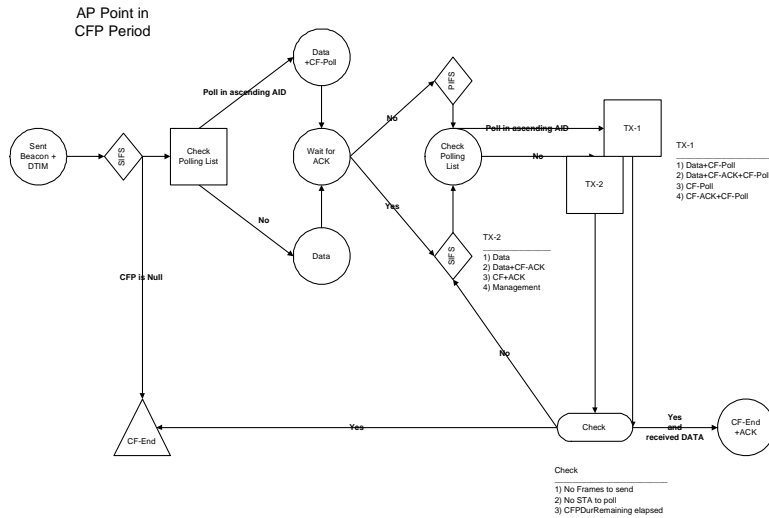 AP Point in
CFP Period
Data
+CF-Poll
PIFS
Poll in ascending AID
No
Poll in ascending AID
TX-1
Sent
Beacon +
DTIM
SIFS
Check
Polling List
Wait for
ACK
Check
Polling
List
No
TX-2
TX-1
1) Data+CF-Poll
2) Data+CF-ACK+CF-Poll
3) CF-Poll
4) CF-ACK+CF-Poll
No
Yes
Data
SIFS
TX-2
1) Data
2) Data+CF-ACK
3) CF+ACK
4) Management
CFP is Null
No
CF-End
Yes
Check
Yes
and
received DATA
CF-End
+ACK
Check
1) No Frames to send
2) No STA to poll
3) CFPDurRemaining elapsed